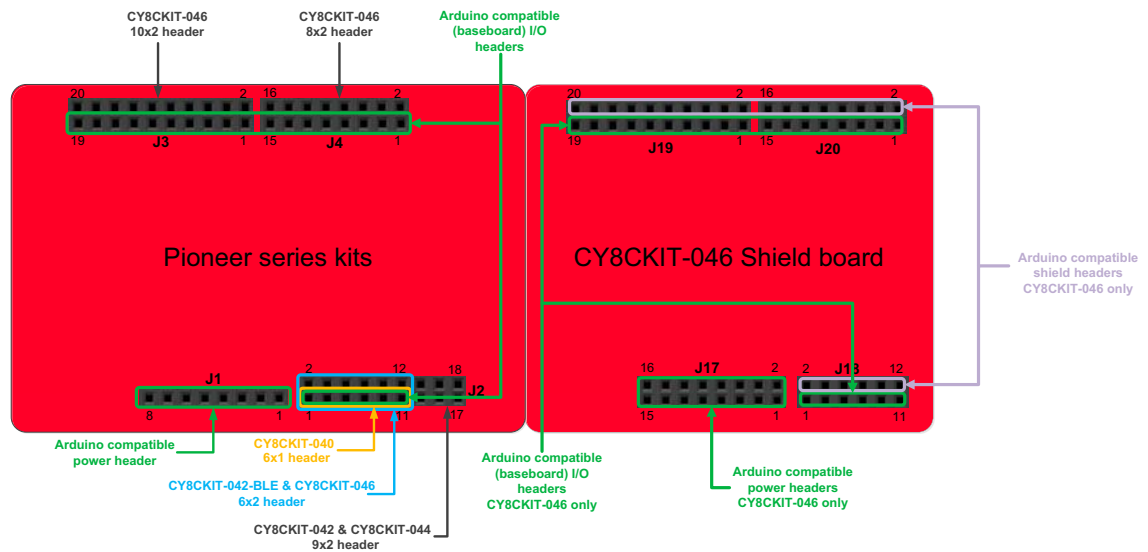 CY8CKIT-046
10x2 header
CY8CKIT-046
8x2 header
Arduino compatible
(baseboard) I/O
headers
20 2 16 2
19 1 15 1
J3 J4
20 2 16 2
19 1 15 1
J19 J20
Pioneer series kits
CY8CKIT-046 Shield board
Arduino compatible
shield headers
CY8CKIT-046 only
J1
8 1
2 12 18
J2
1 11 17
16 J17 2
15 1
2 J18 12
1 11
Arduino compatible
power header
CY8CKIT-040
6x1 header
CY8CKIT-042-BLE & CY8CKIT-046
6x2 header
CY8CKIT-042 & CY8CKIT-044
9x2 header
Arduino compatible
(baseboard) I/O
headers
CY8CKIT-046 only
Arduino compatible
power headers
CY8CKIT-046 only